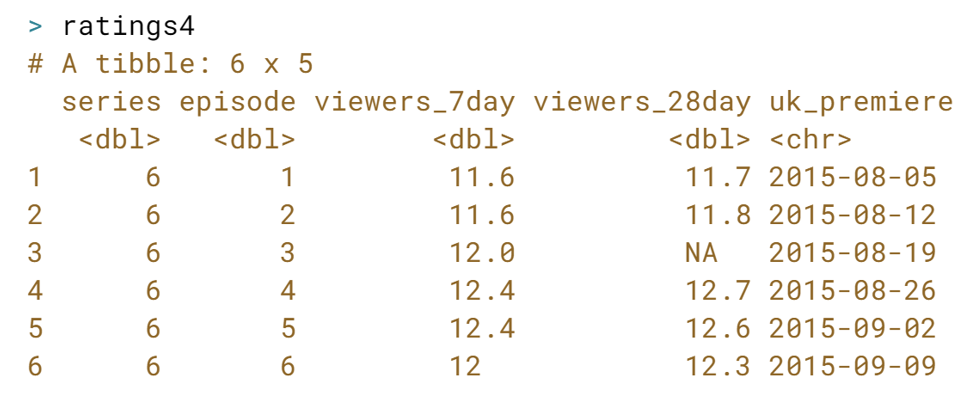 > ratings4
# A tibble: 6 x 5
series episode viewers_7day viewers_28day uk_premiere
<dbl> <dbl> <dbl> <dbl> <chr>
1 6 1 11.6 11.7 2015-08-05
2 6 2 11.6 11.8 2015-08-12
3 6 3 12.0 NA 2015-08-19
4 6 4 12.4 12.7 2015-08-26
5 6 5 12.4 12.6 2015-09-02
6 6 6 12 12.3 2015-09-09